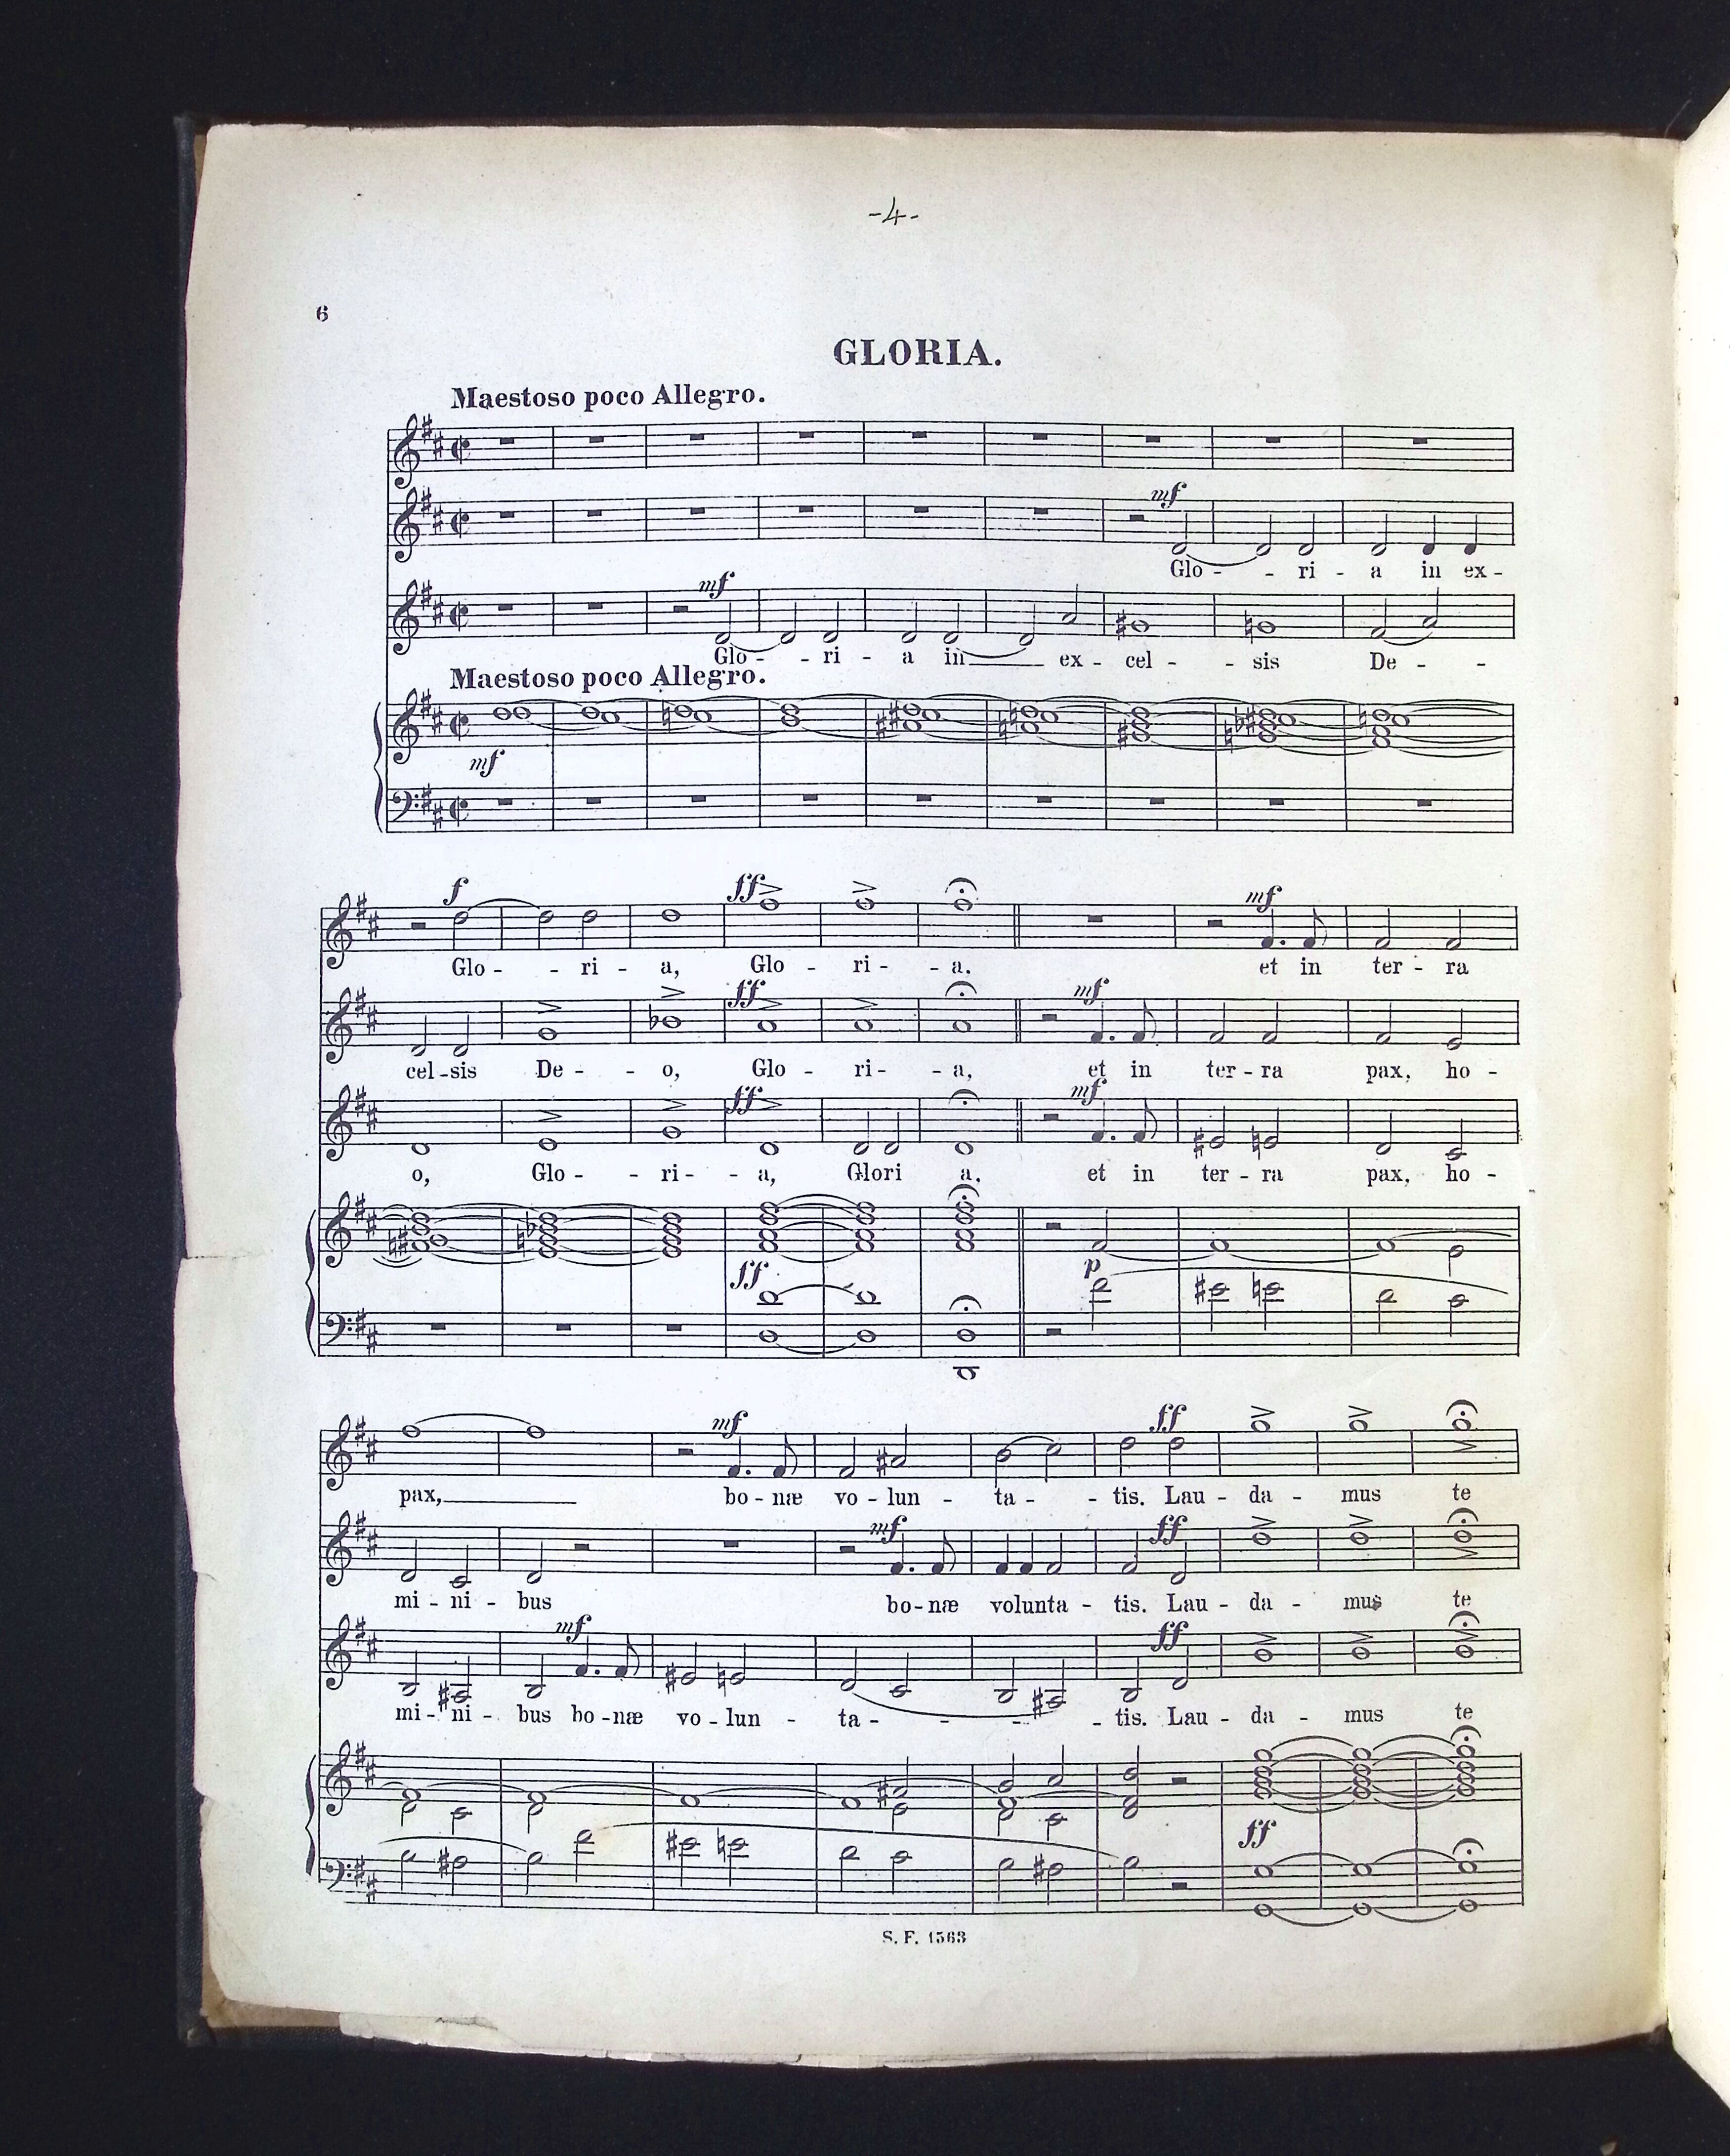 -4-
6
GLORIA.
Maestoso poco Allegro.
mf
Glo - - ri - a in ex -
mf
Glo - - ri - a in ex - cel - - sis De - -
Maestoso poco Allegro.
mf
f ff mf
Glo - - ri - a, Glo - ri - - a. et in ter - ra
ff mf
cel - sis De - - o, Glo - ri - - a, et in ter - ra pax, ho -
ff mf
o, Glo - - ri - - a, Glori a. et in ter - ra pax, ho -
ff p
mf ff
pax, bo - næ vo - lun - ta - - tis. Lau - da - mus te
mf ff
mi - ni - bus bo - næ volunta - tis. Lau - da - mus te
mf ff
mi - ni - bus bo - næ vo - lun - ta - - - - tis. Lau - da - mus te
ff
S. F. 1563